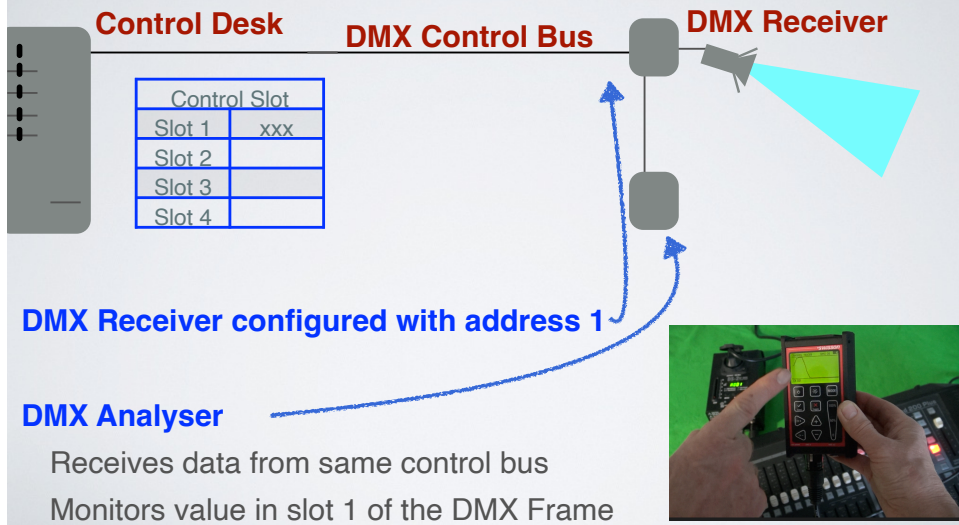 Control Desk
DMX Control Bus
DMX Receiver
Control Slot
Slot 1 xxx
Slot 2
Slot 3
Slot 4
DMX Receiver configured with address 1
DMX Analyser
Receives data from same control bus
Monitors value in slot 1 of the DMX Frame